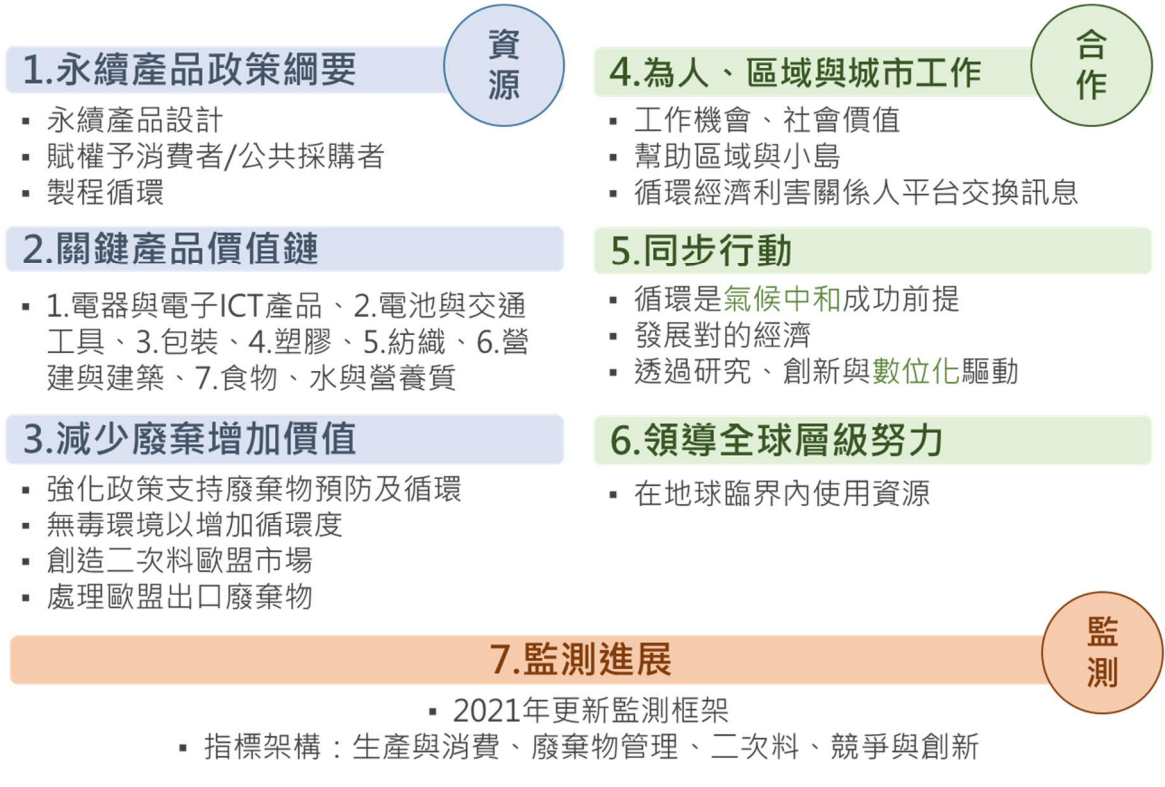 資源
1.永續產品政策綱要
▪ 永續產品設計
▪ 賦權予消費者/公共採購者
▪ 製程循環
2.關鍵產品價值鏈
▪ 1.電器與電子ICT產品、2.電池與交通
工具、3.包裝、4.塑膠、5.紡織、6.營
建與建築、7.食物、水與營養質
3.減少廢棄增加價值
▪ 強化政策支持廢棄物預防及循環
▪ 無毒環境以增加循環度
▪ 創造二次料歐盟市場
▪ 處理歐盟出口廢棄物
合作
4.為人、區域與城市工作
▪ 工作機會、社會價值
▪ 幫助區域與小島
▪ 循環經濟利害關係人平台交換訊息
5.同步行動
▪ 循環是氣候中和成功前提
▪ 發展對的經濟
▪ 透過研究、創新與數位化驅動
6.領導全球層級努力
▪ 在地球臨界內使用資源
監測
7.監測進展
▪ 2021年更新監測框架
▪ 指標架構：生產與消費、廢棄物管理、二次料、競爭與創新